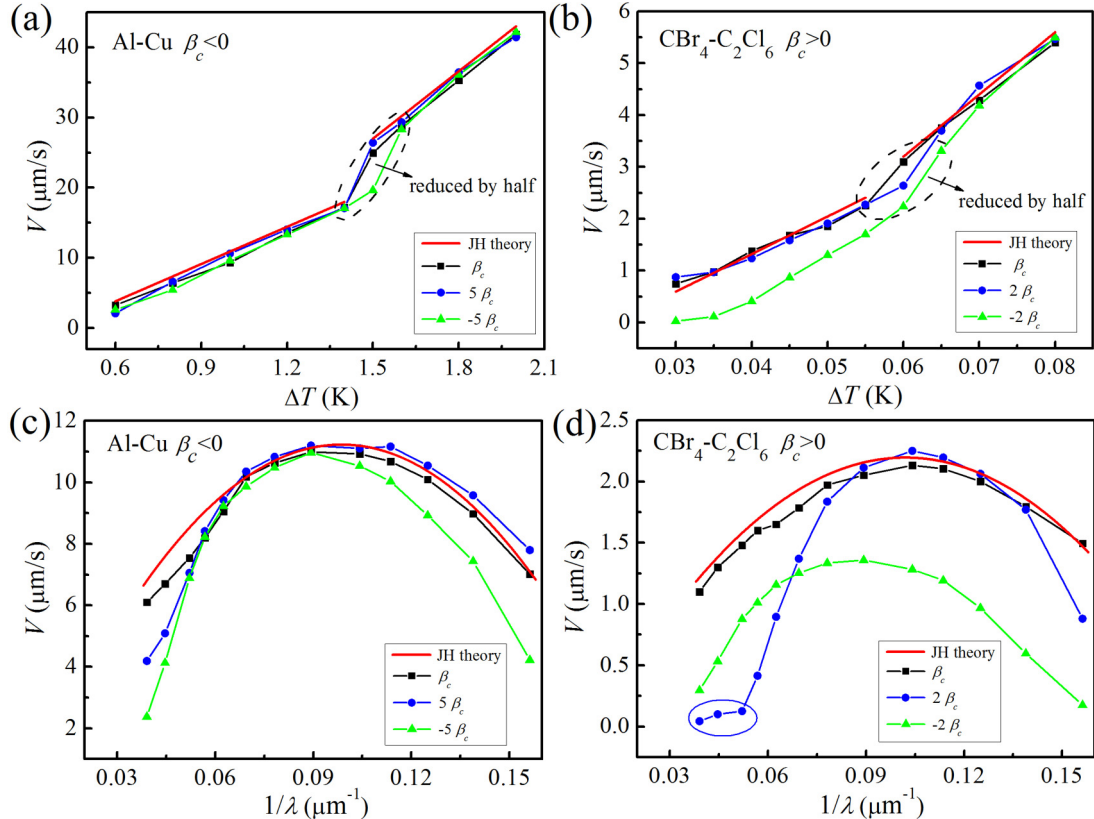 (a)
Al-Cu β_c<0
reduced by half
JH theory
β_c
5 β_c
-5 β_c
V (μm/s)
40
30
20
10
0
0.6
0.9
1.2
1.5
1.8
2.1
ΔT (K)
(b)
CBr₄-C₂Cl₆ β_c>0
reduced by half
JH theory
β_c
2 β_c
-2 β_c
V (μm/s)
6
5
4
3
2
1
0
0.03
0.04
0.05
0.06
0.07
0.08
ΔT (K)
(c)
Al-Cu β_c<0
JH theory
β_c
5 β_c
-5 β_c
V (μm/s)
12
10
8
6
4
2
0.03
0.06
0.09
0.12
0.15
1/λ (μm⁻¹)
(d)
CBr₄-C₂Cl₆ β_c>0
JH theory
β_c
2 β_c
-2 β_c
V (μm/s)
2.5
2.0
1.5
1.0
0.5
0.0
0.03
0.06
0.09
0.12
0.15
1/λ (μm⁻¹)